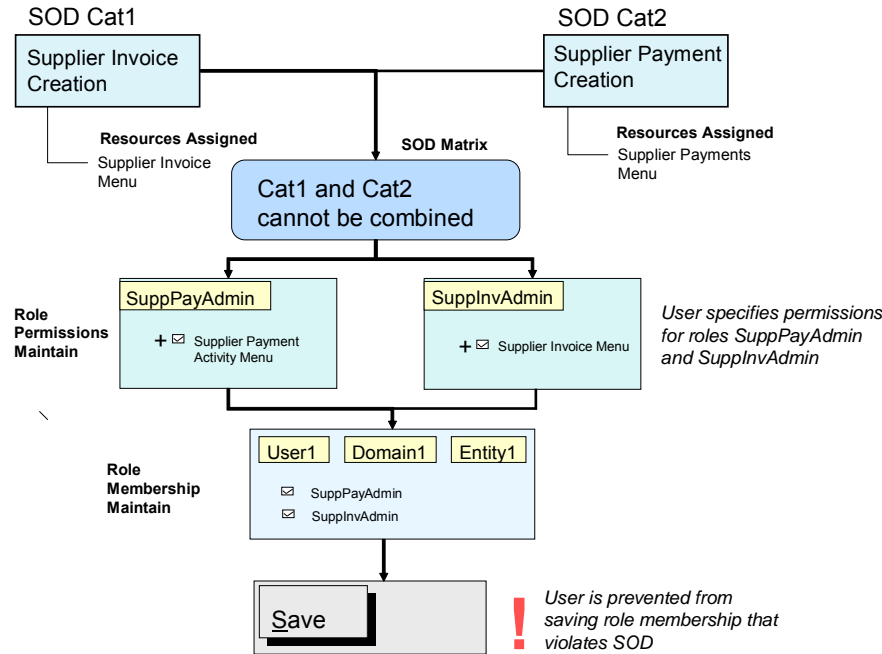 SOD Cat1
SOD Cat2
Supplier Invoice
Creation
Supplier Payment
Creation
Resources Assigned
Supplier Invoice
Menu
SOD Matrix
Resources Assigned
Supplier Payments
Menu
Cat1 and Cat2
cannot be combined
Role
Permissions
Maintain
SuppPayAdmin
+ Supplier Payment
Activity Menu
SuppInvAdmin
+ Supplier Invoice Menu
User specifies permissions
for roles SuppPayAdmin
and SuppInvAdmin
Role
Membership
Maintain
User1 Domain1 Entity1
SuppPayAdmin
SuppInvAdmin
Save
!
User is prevented from
saving role membership that
violates SOD